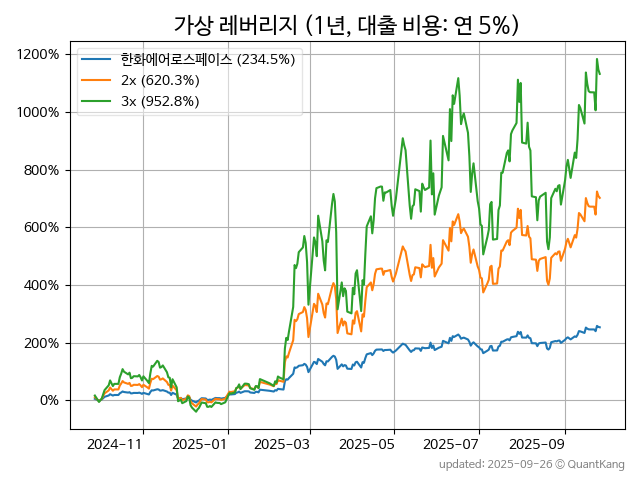 가상 레버리지 (1년, 대출 비용: 연 5%)
1200%
1000%
800%
600%
400%
200%
0%
한화에어로스페이스 (234.5%)
2x (620.3%)
3x (952.8%)
2024-11
2025-01
2025-03
2025-05
2025-07
2025-09
updated: 2025-09-26 © QuantKang